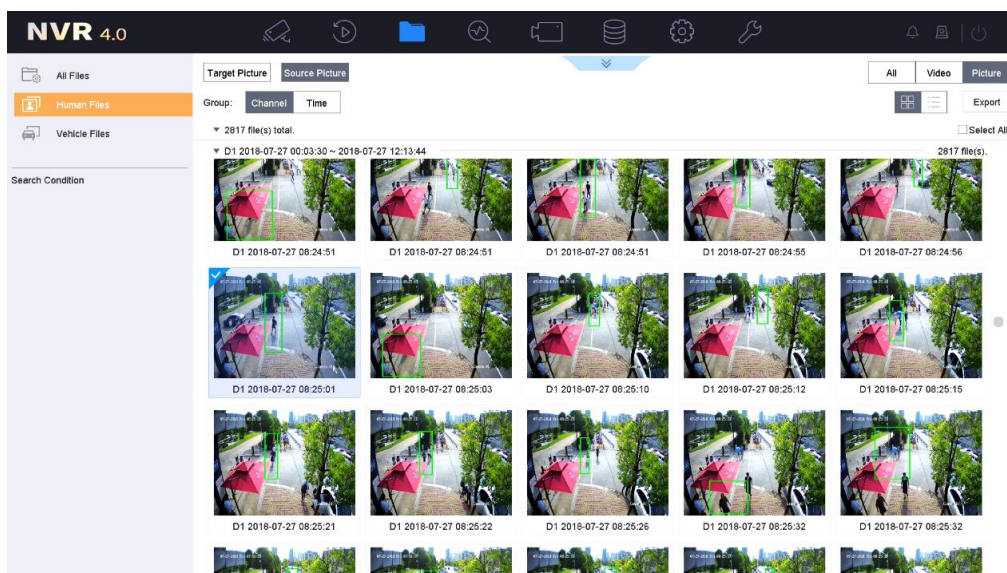 NVR 4.0
All Files
Human Files
Vehicle Files
Search Condition
Target Picture Source Picture
All Video Picture
Group: Channel Time
Export
2817 file(s) total.
Select All
D1 2018-07-27 00:03:30 ~ 2018-07-27 12:13:44
2817 file(s).
D1 2018-07-27 08:24:51 D1 2018-07-27 08:24:51 D1 2018-07-27 08:24:51 D1 2018-07-27 08:24:55 D1 2018-07-27 08:24:56
D1 2018-07-27 08:25:01 D1 2018-07-27 08:25:03 D1 2018-07-27 08:25:10 D1 2018-07-27 08:25:12 D1 2018-07-27 08:25:15
D1 2018-07-27 08:25:21 D1 2018-07-27 08:25:22 D1 2018-07-27 08:25:26 D1 2018-07-27 08:25:32 D1 2018-07-27 08:25:32